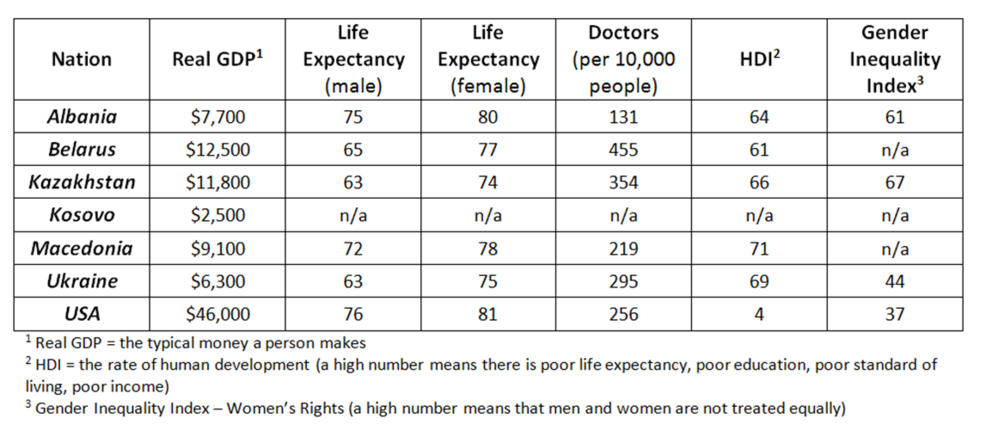 Nation Real GDP1 Life Expectancy (male) Life Expectancy (female) Doctors (per 10,000 people) HDI2 Gender Inequality Index3
Albania $7,700 75 80 131 64 61
Belarus $12,500 65 77 455 61 n/a
Kazakhstan $11,800 63 74 354 66 67
Kosovo $2,500 n/a n/a n/a n/a n/a
Macedonia $9,100 72 78 219 71 n/a
Ukraine $6,300 63 75 295 69 44
USA $46,000 76 81 256 4 37
1 Real GDP = the typical money a person makes
2 HDI = the rate of human development (a high number means there is poor life expectancy, poor education, poor standard of
living, poor income)
3 Gender Inequality Index – Women's Rights (a high number means that men and women are not treated equally)